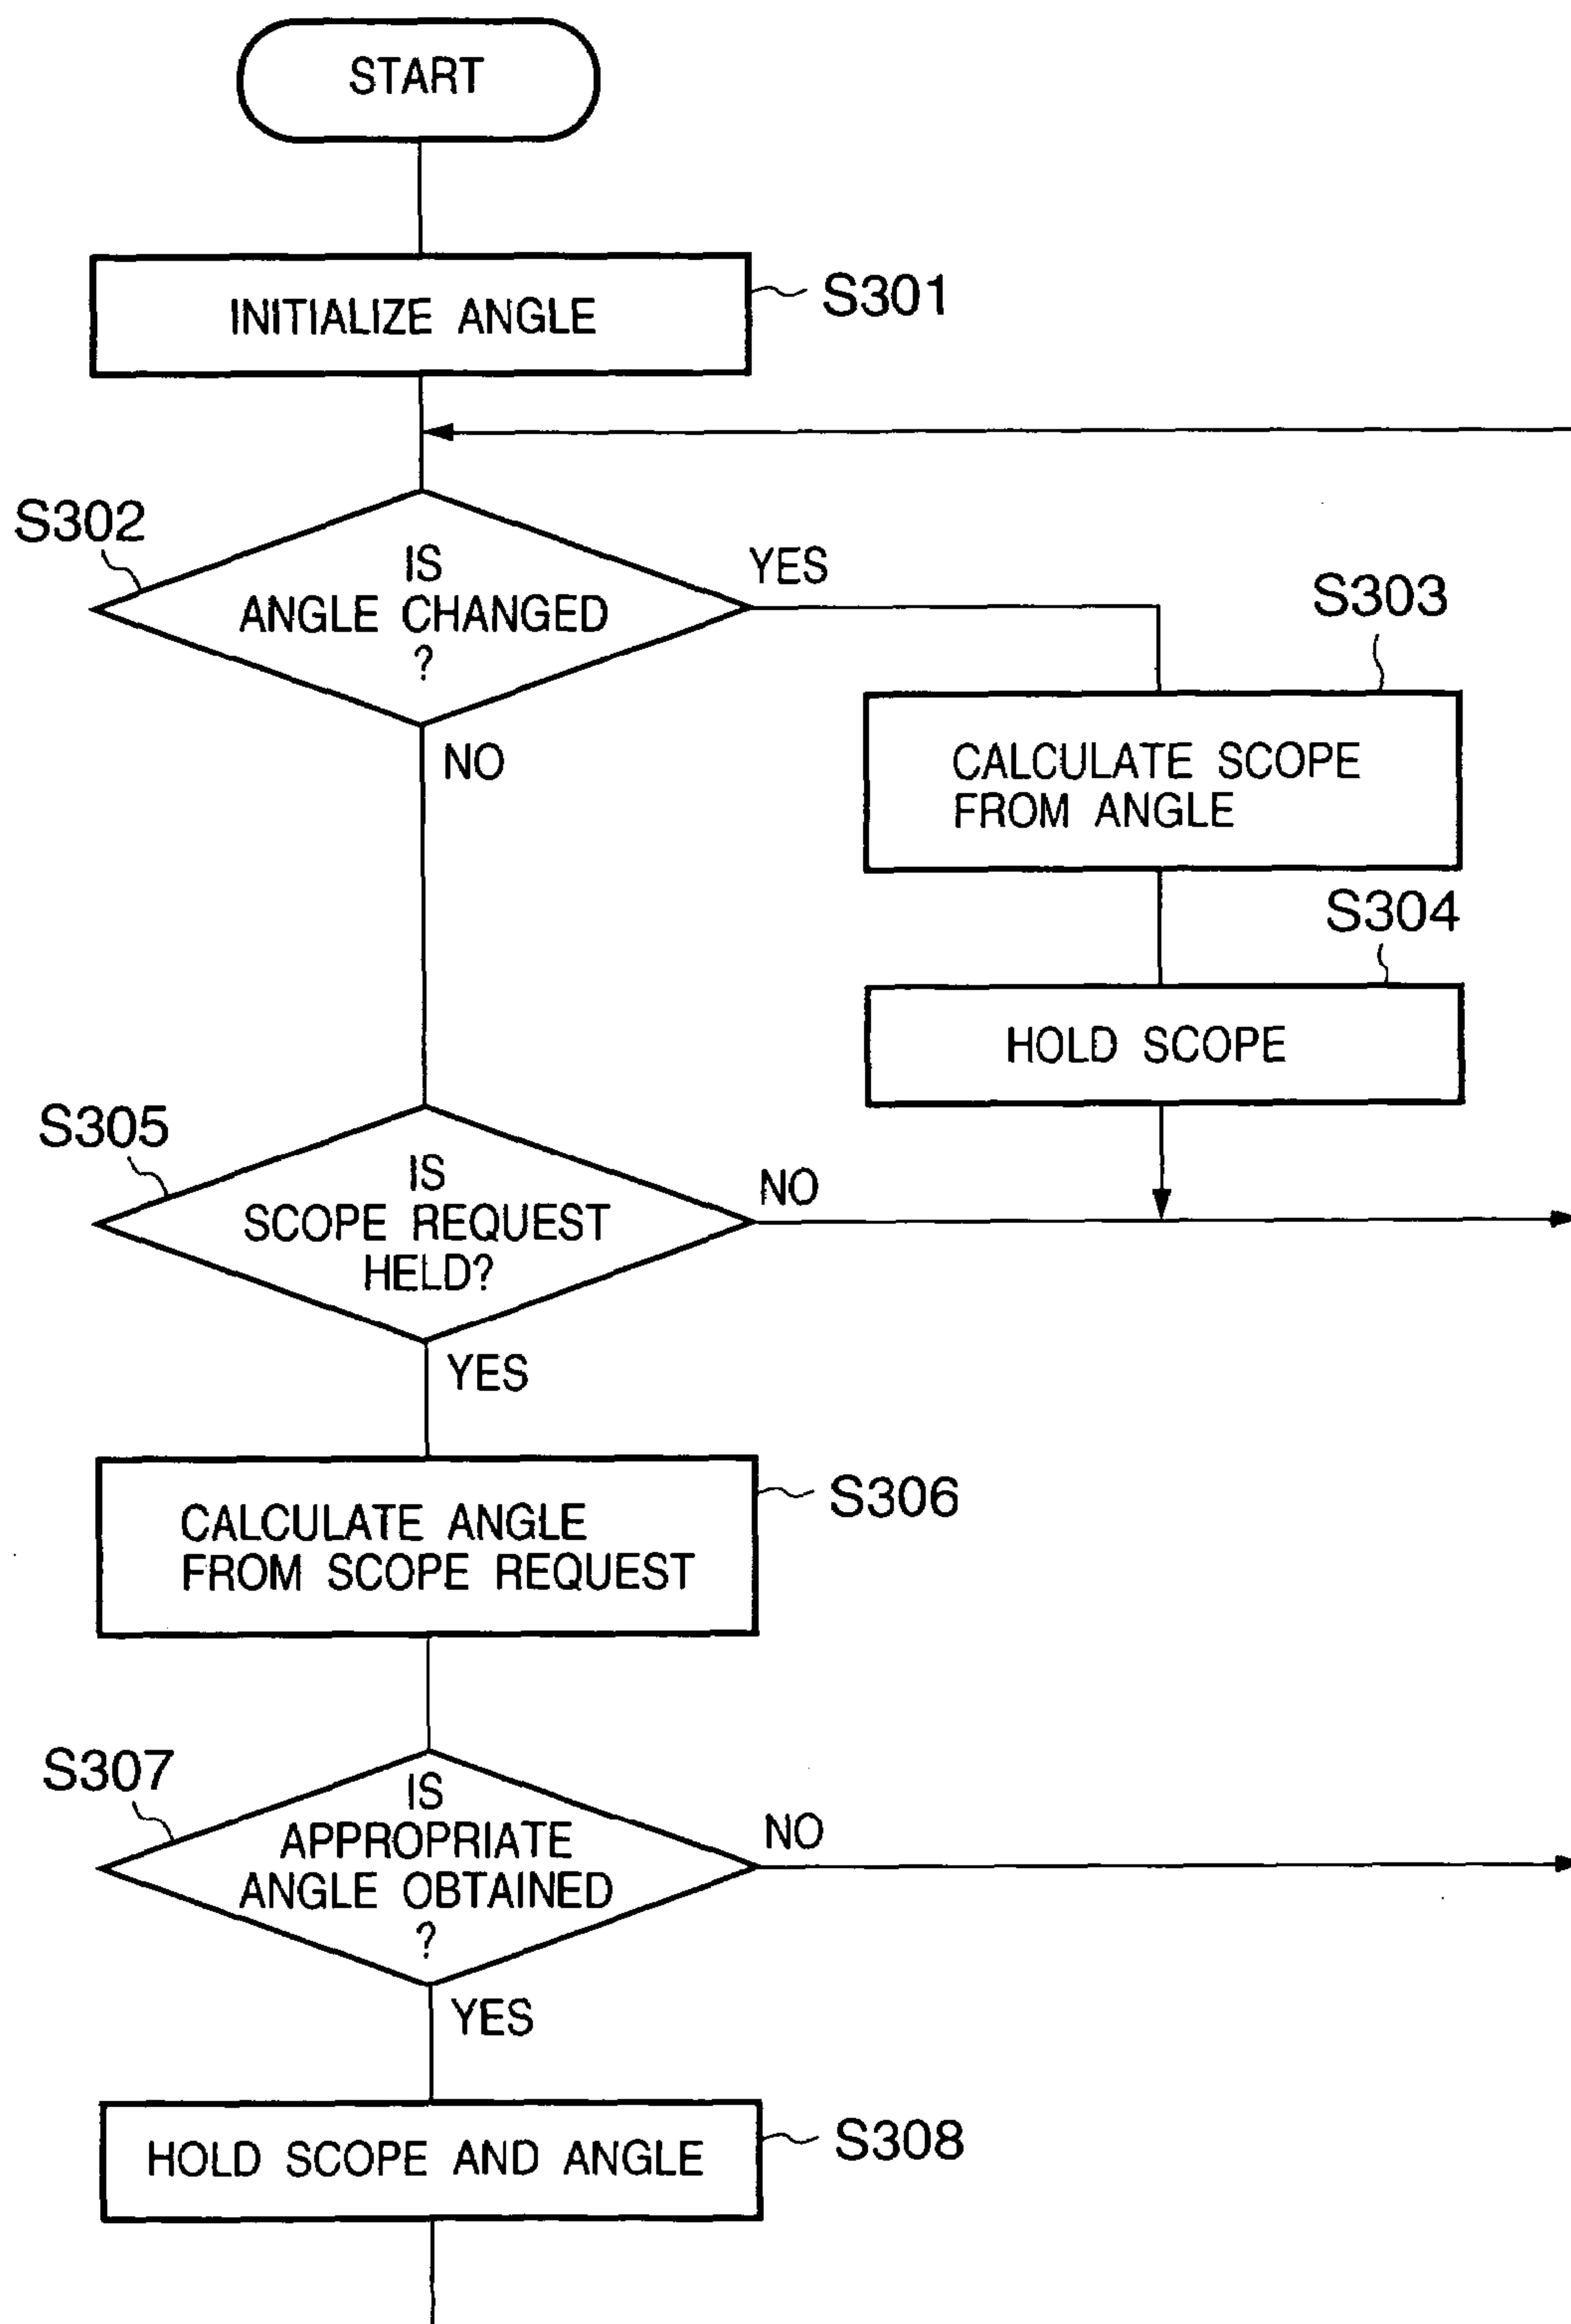 START
INITIALIZE ANGLE
S301
S302
IS
ANGLE CHANGED
?
YES
NO
S303
CALCULATE SCOPE
FROM ANGLE
S304
HOLD SCOPE
S305
IS
SCOPE REQUEST
HELD?
NO
YES
CALCULATE ANGLE
FROM SCOPE REQUEST
S306
S307
IS
APPROPRIATE
ANGLE OBTAINED
?
NO
YES
HOLD SCOPE AND ANGLE
S308